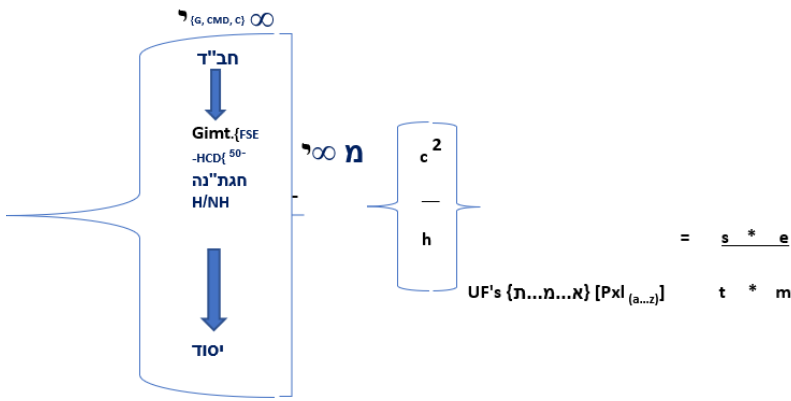 י {G, CMD, C} ∞
חב"ד
Gimt.{FSE
-HCD{ 50-
חגת"נה
H/NH
-
י∞ מ
c 2
—
h
= s * e
UF's {א...מ...ת} [Pxl (a...z)] t * m
יסוד